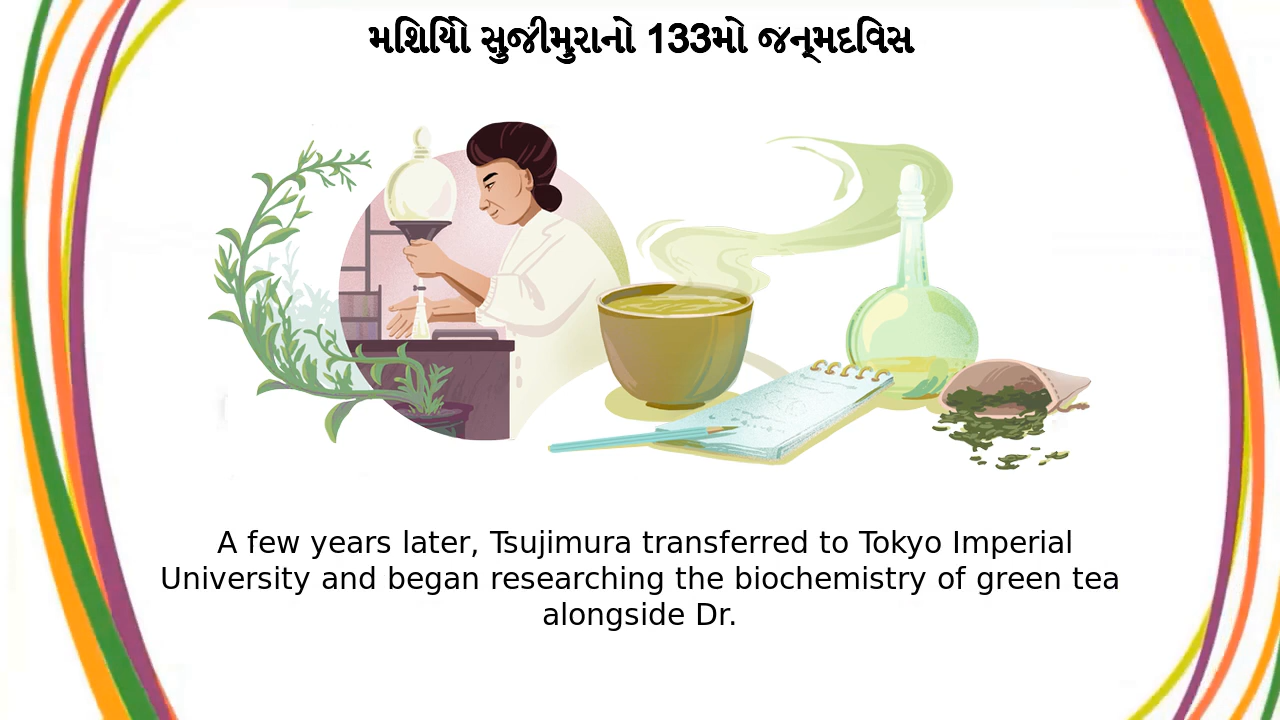 મિશિયો સુજીમુરાનો 133મો જન્મદિવસ
A few years later, Tsujimura transferred to Tokyo Imperial
University and began researching the biochemistry of green tea
alongside Dr.